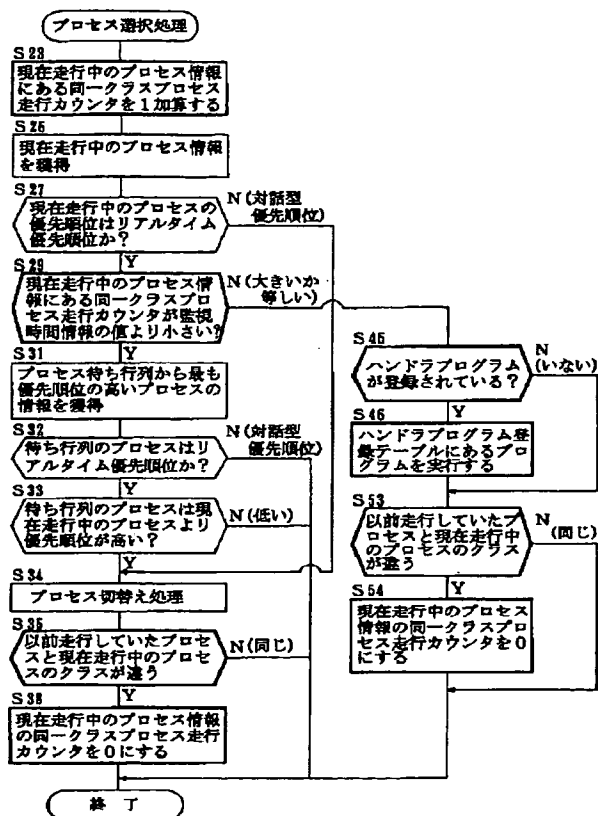 プロセス選択処理
S23
現在走行中のプロセス情報
にある同一クラスプロセス
走行カウンタを1加算する
S25
現在走行中のプロセス情報
を獲得
S27
現在走行中のプロセスの
優先順位はリアルタイム
優先順位か?
N(対話型
優先順位)
Y
S29
現在走行中のプロセス情
報にある同一クラスプロ
セス走行カウンタが監視
時間情報の値より小さい?
N(大きいか
等しい)
Y
S31
プロセス待ち行列から最も
優先順位の高いプロセスの
情報を獲得
S32
待ち行列のプロセスはリ
アルタイム優先順位か?
N(対話型
優先順位)
Y
S33
待ち行列のプロセスは現
在走行中のプロセスより
優先順位が高い?
N(低い)
Y
S34
プロセス切替え処理
S35
以前走行していたプロセ
スと現在走行中のプロセ
スのクラスが違う
N(同じ)
Y
S38
現在走行中のプロセス情報
の同一クラスプロセス走行
カウンタを0にする
終 了
S45
ハンドラプログラム
が登録されている?
N
(いない)
Y
S46
ハンドラプログラム登
録テーブルにあるプロ
グラムを実行する
S53
以前走行していたプ
ロセスと現在走行中
のプロセスのクラス
が違う
N
(同じ)
Y
S54
現在走行中のプロセス
情報の同一クラスプロ
セス走行カウンタを0
にする